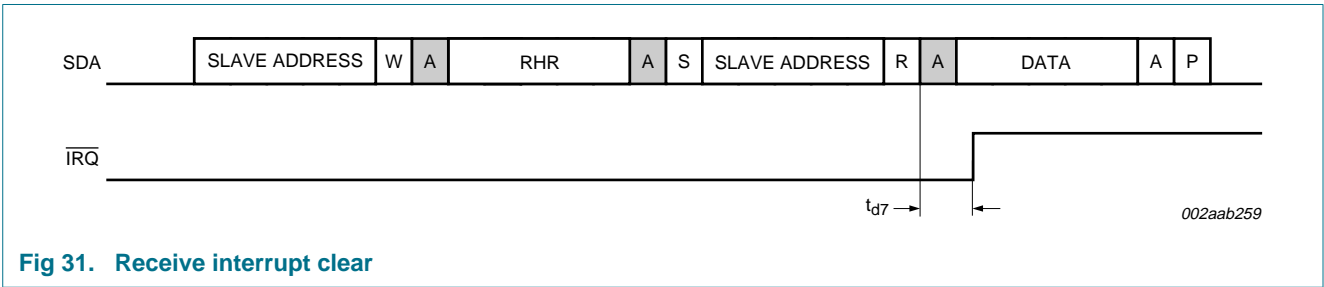 SDA SLAVE ADDRESS W A RHR A S SLAVE ADDRESS R A DATA A P
IRQ
td7
002aab259
Fig 31. Receive interrupt clear